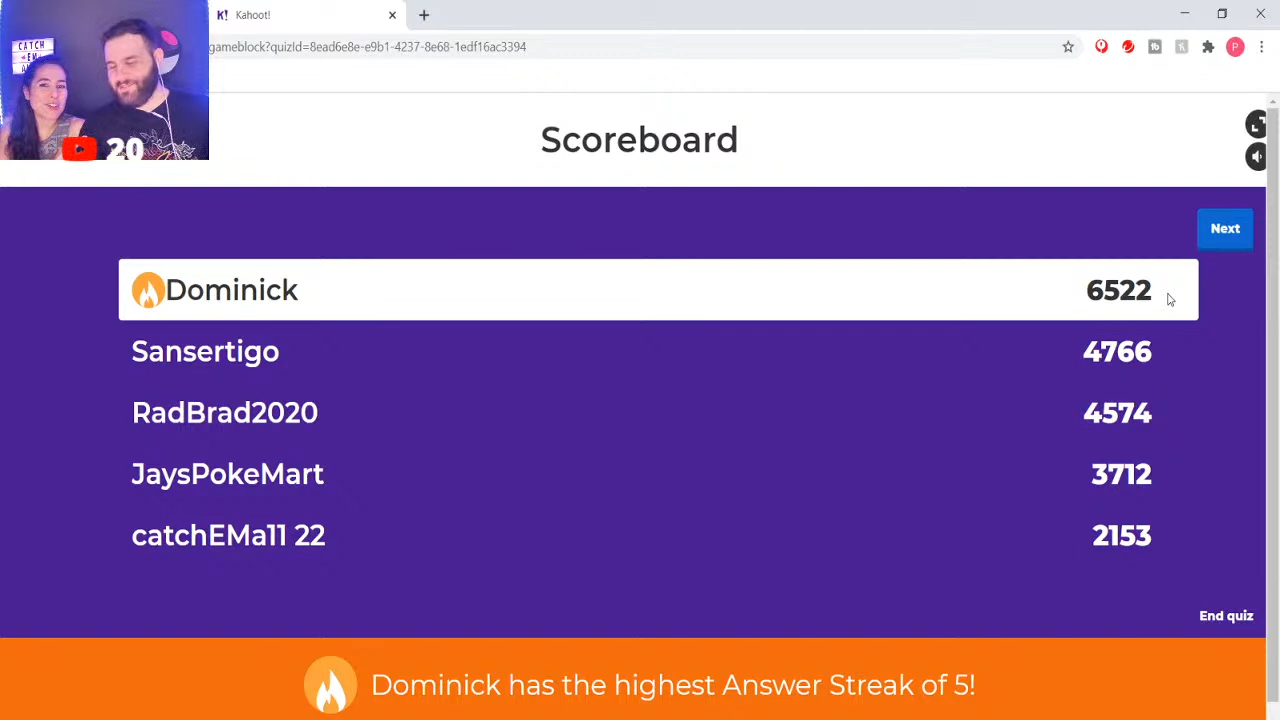 K! Kahoot!
gameblock?quizId=8ead6e8e-e9b1-4237-8e68-1edf16ac3394
P
CATCH
EM
20
Scoreboard
Next
Dominick 6522
Sansertigo 4766
RadBrad2020 4574
JaysPokeMart 3712
catchEMa11 22 2153
End quiz
Dominick has the highest Answer Streak of 5!